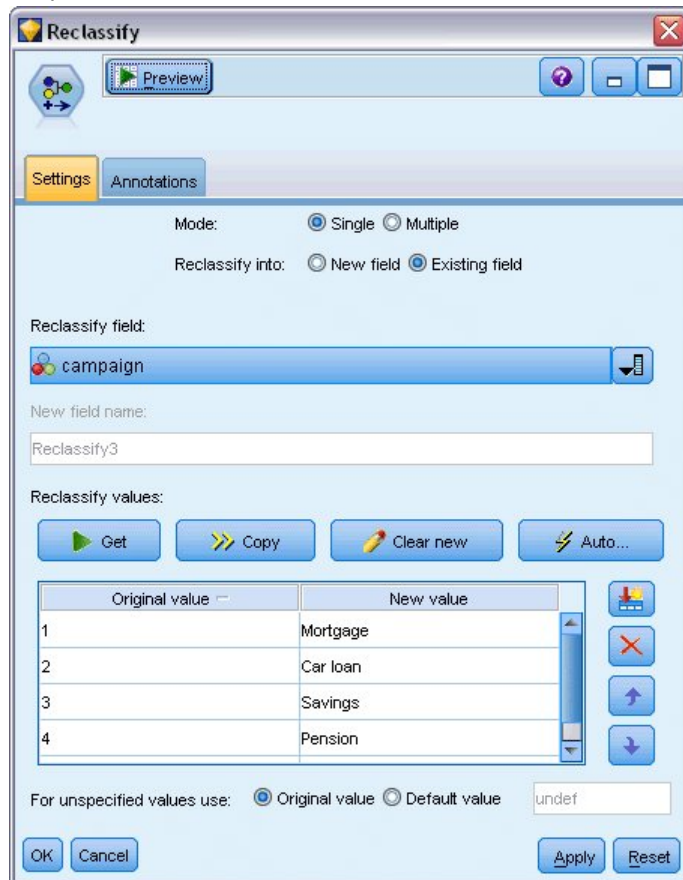 Reclassify
Preview
Settings Annotations
Mode: Single Multiple
Reclassify into: New field Existing field
Reclassify field:
campaign
New field name:
Reclassify3
Reclassify values:
Get Copy Clear new Auto...
Original value New value
1 Mortgage
2 Car loan
3 Savings
4 Pension
For unspecified values use: Original value Default value undef
OK Cancel Apply Reset